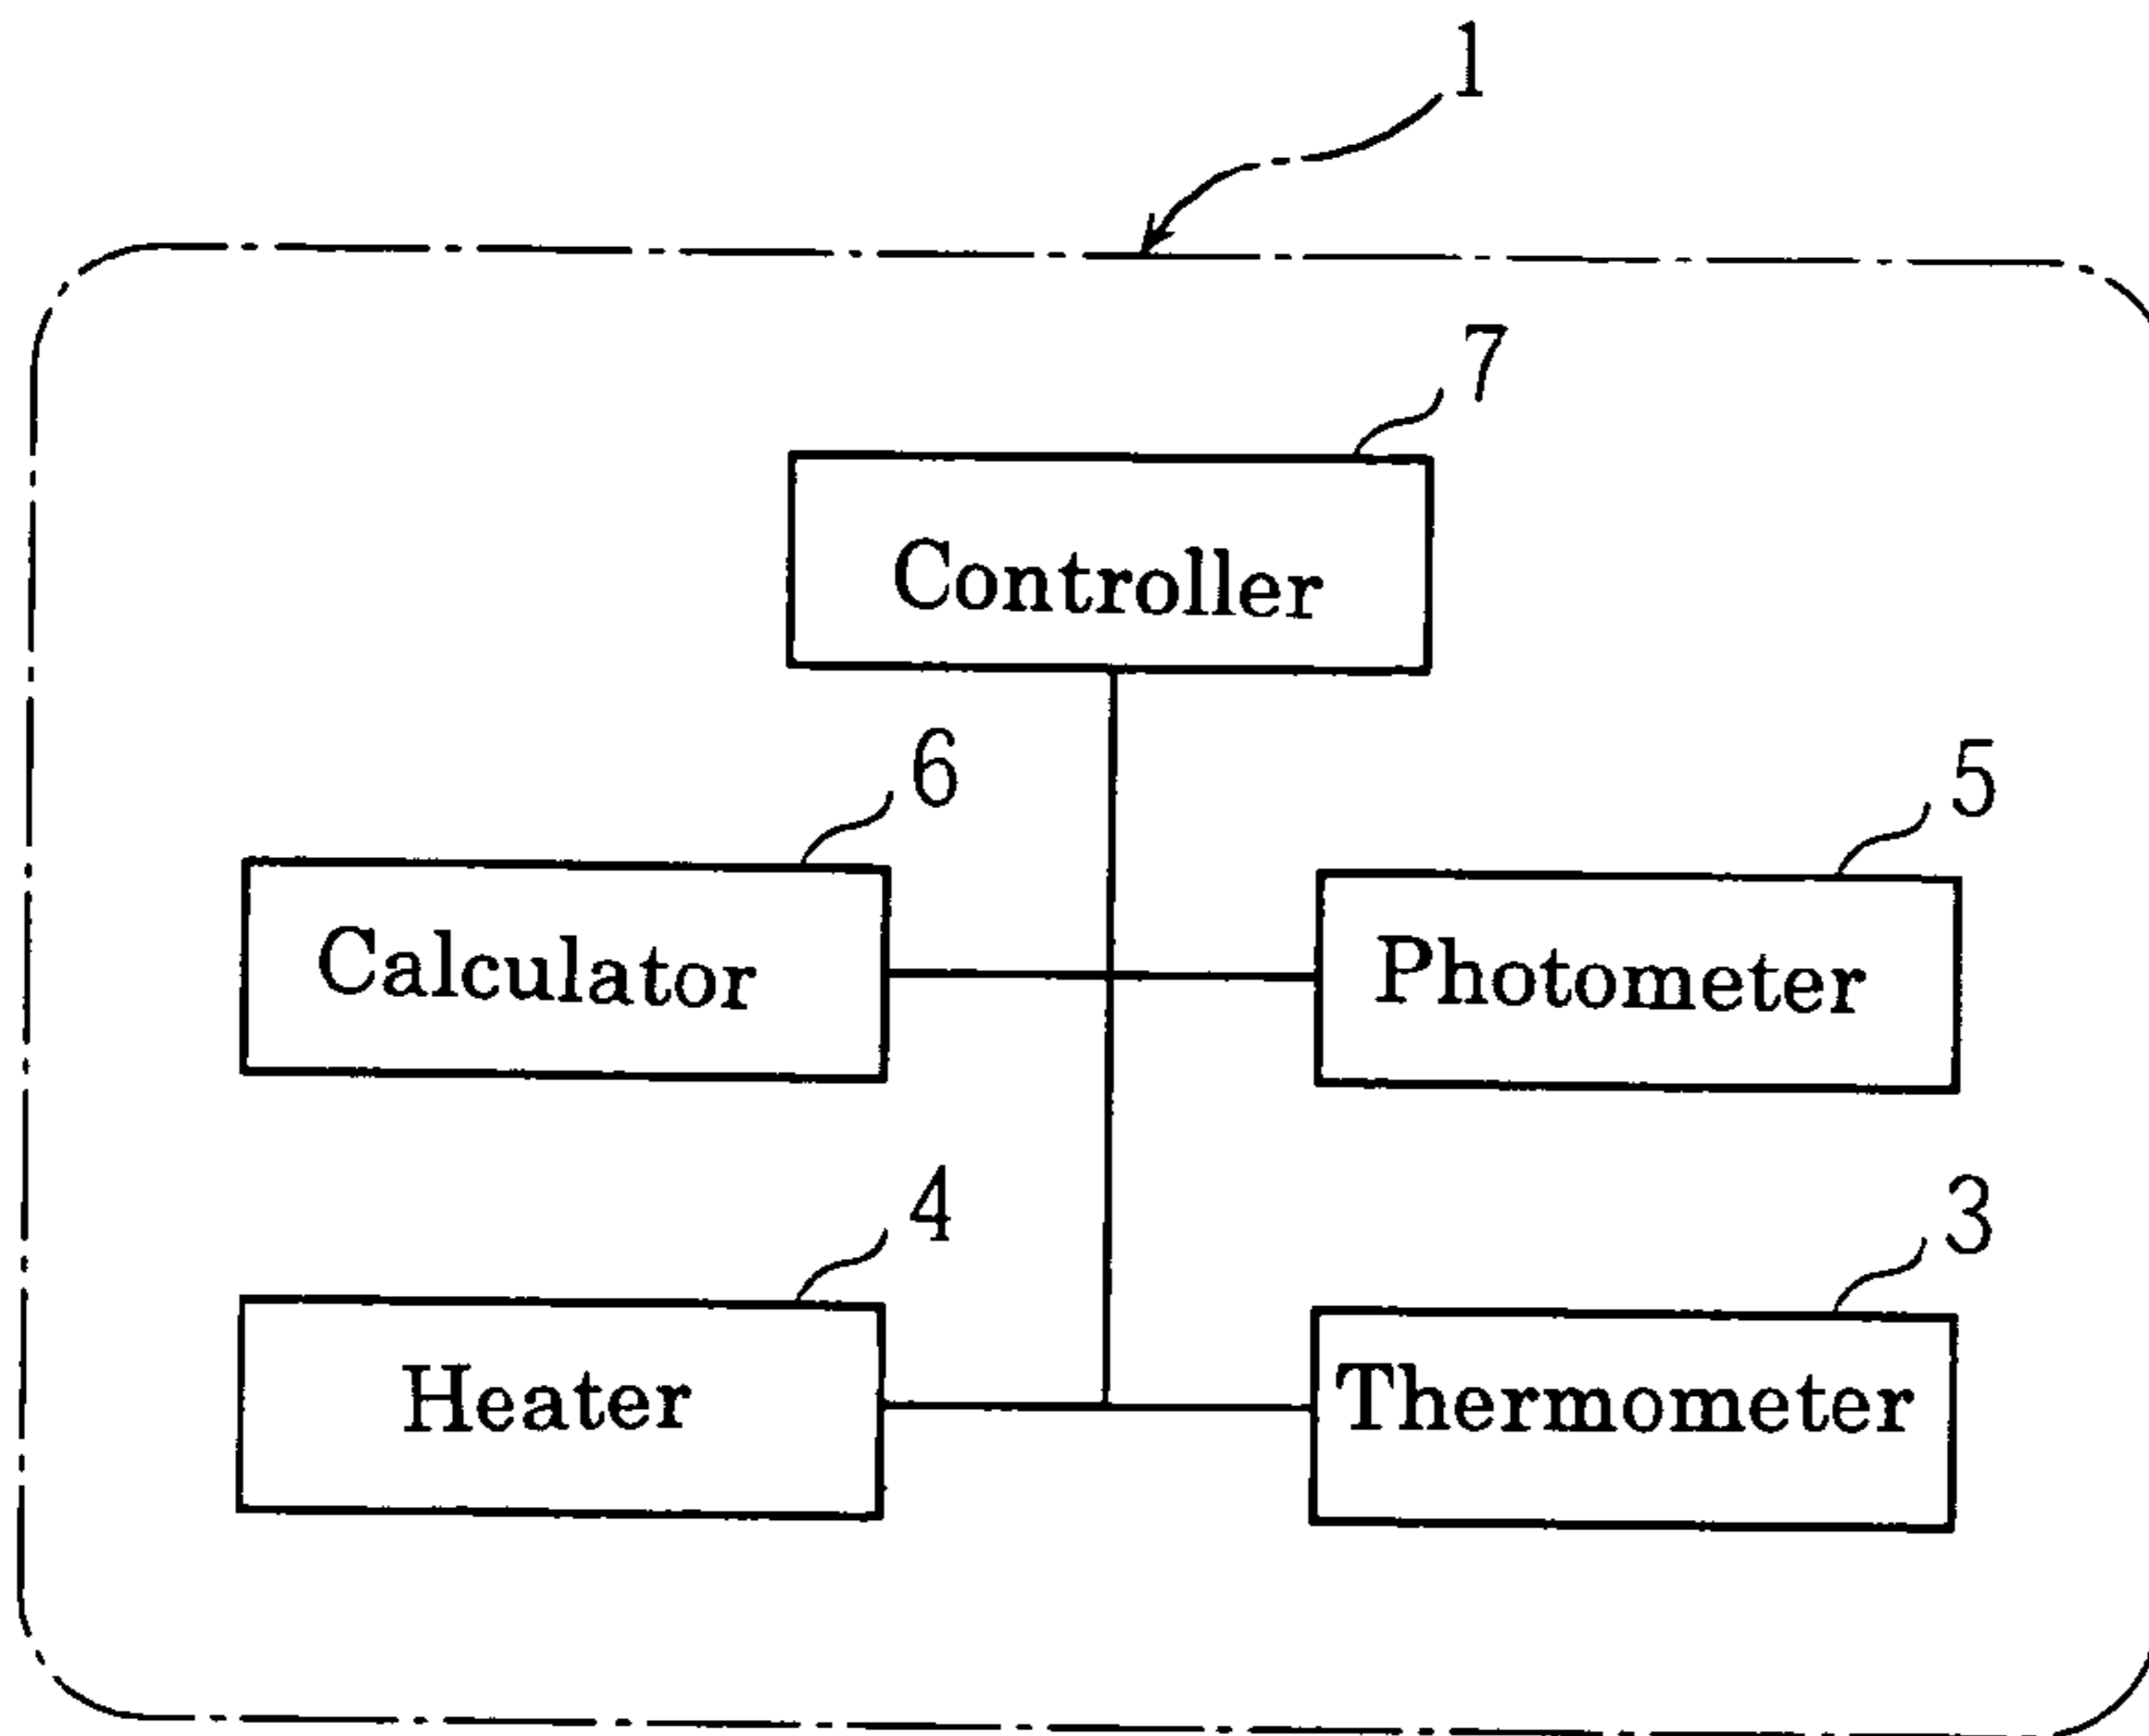 1
7
Controller
6
5
Calculator
Photometer
4
3
Heater
Thermometer